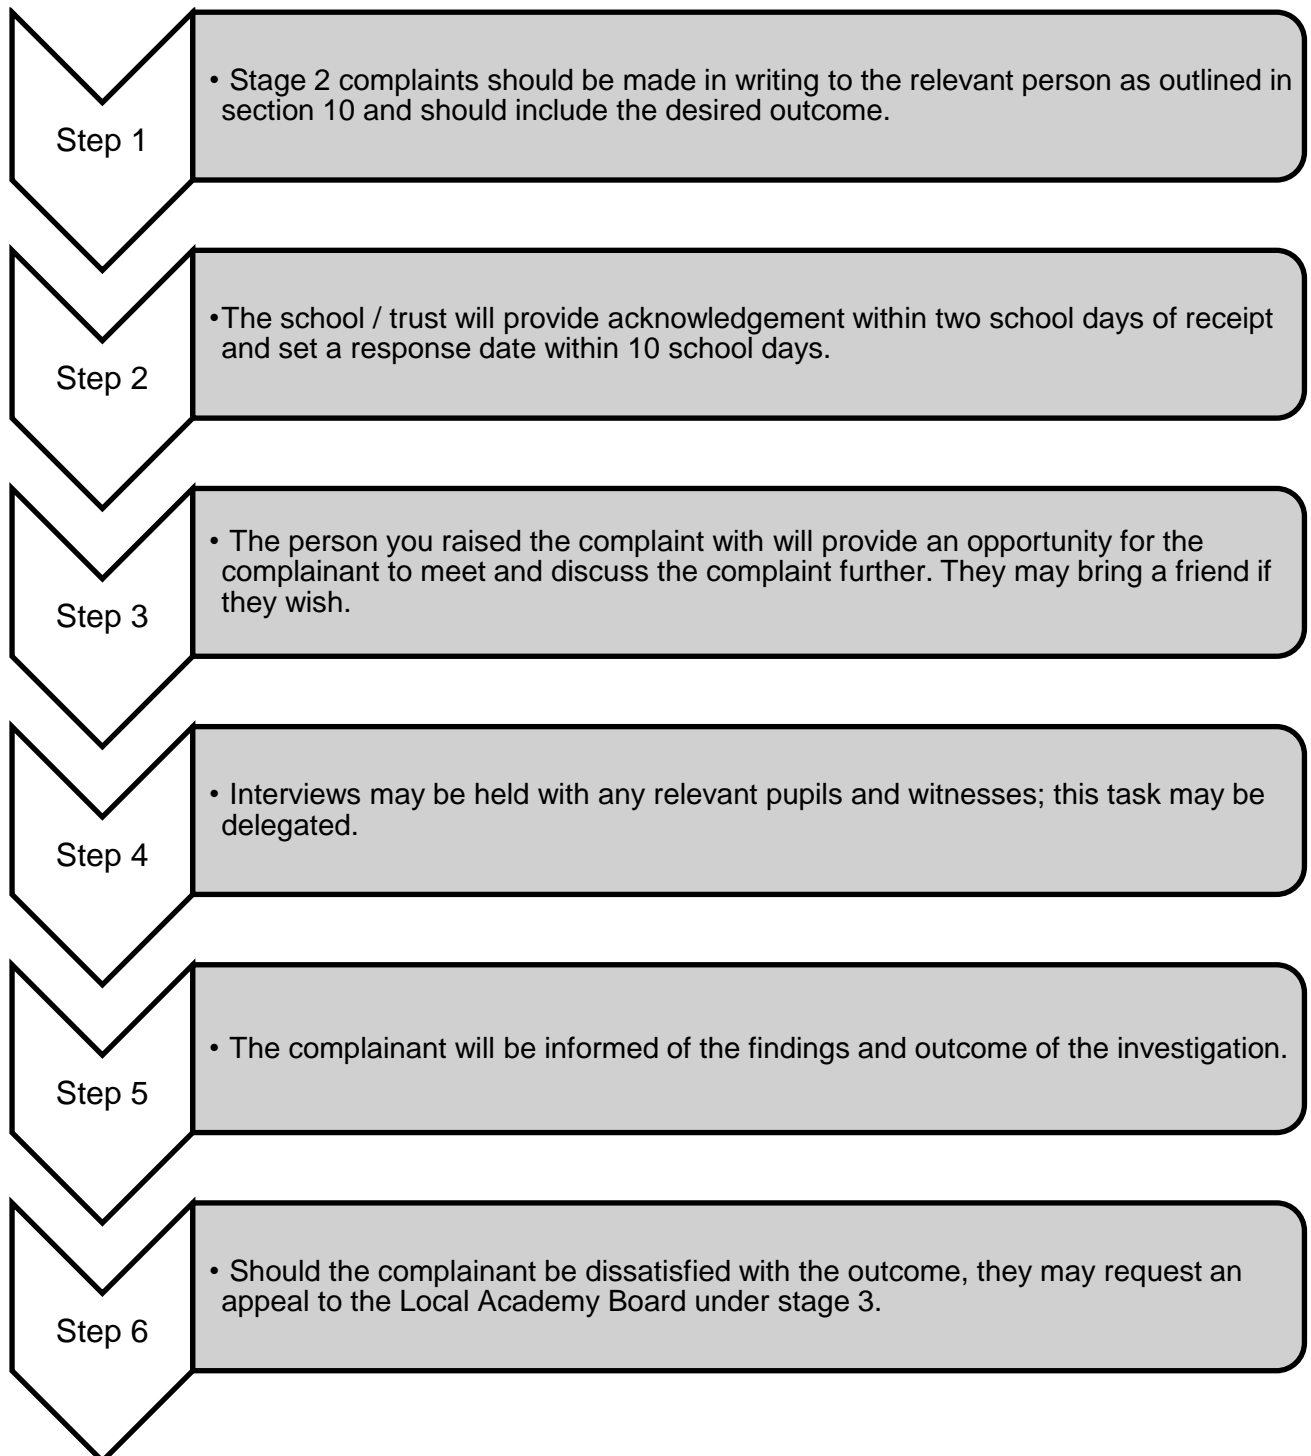 Step 1
• Stage 2 complaints should be made in writing to the relevant person as outlined in
section 10 and should include the desired outcome.
Step 2
•The school / trust will provide acknowledgement within two school days of receipt
and set a response date within 10 school days.
Step 3
• The person you raised the complaint with will provide an opportunity for the
complainant to meet and discuss the complaint further. They may bring a friend if
they wish.
Step 4
• Interviews may be held with any relevant pupils and witnesses; this task may be
delegated.
Step 5
• The complainant will be informed of the findings and outcome of the investigation.
Step 6
• Should the complainant be dissatisfied with the outcome, they may request an
appeal to the Local Academy Board under stage 3.